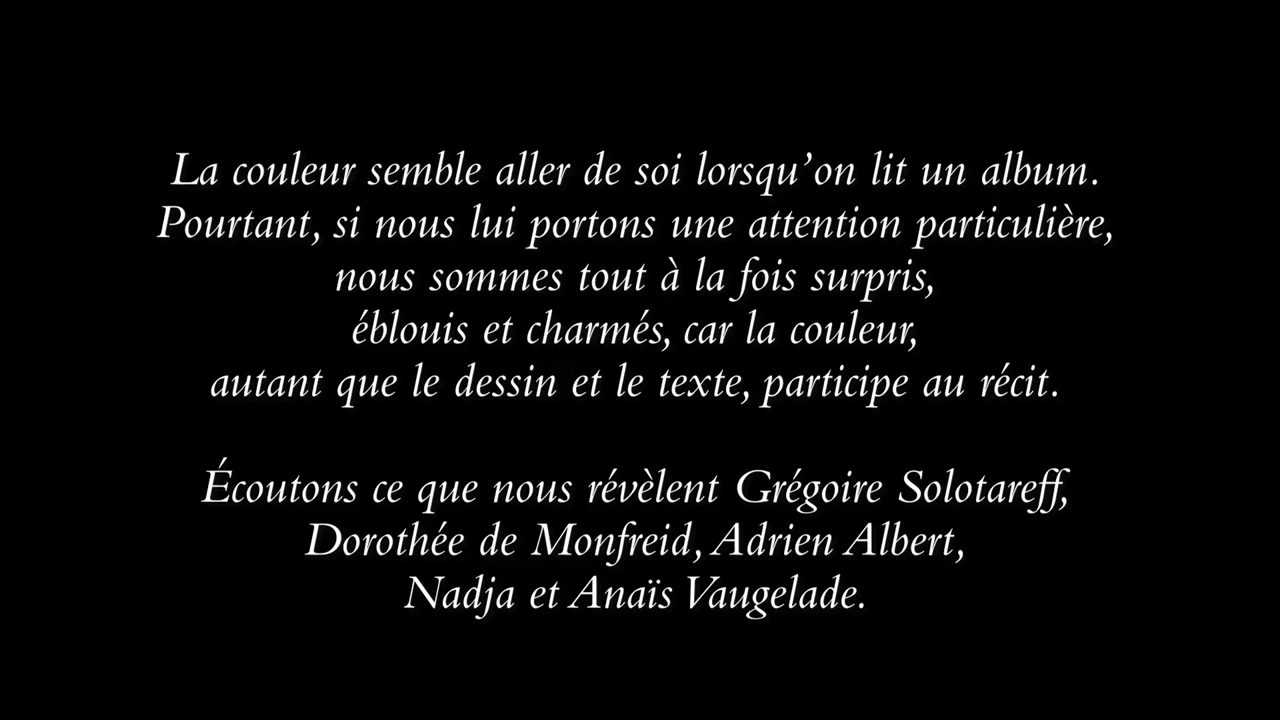 La couleur semble aller de soi lorsqu’on lit un album.
Pourtant, si nous lui portons une attention particulière,
nous sommes tout à la fois surpris,
éblouis et charmés, car la couleur,
autant que le dessin et le texte, participe au récit.
Écoutons ce que nous révèlent Grégoire Solotareff,
Dorothée de Monfreid, Adrien Albert,
Nadja et Anaïs Vaugelade.